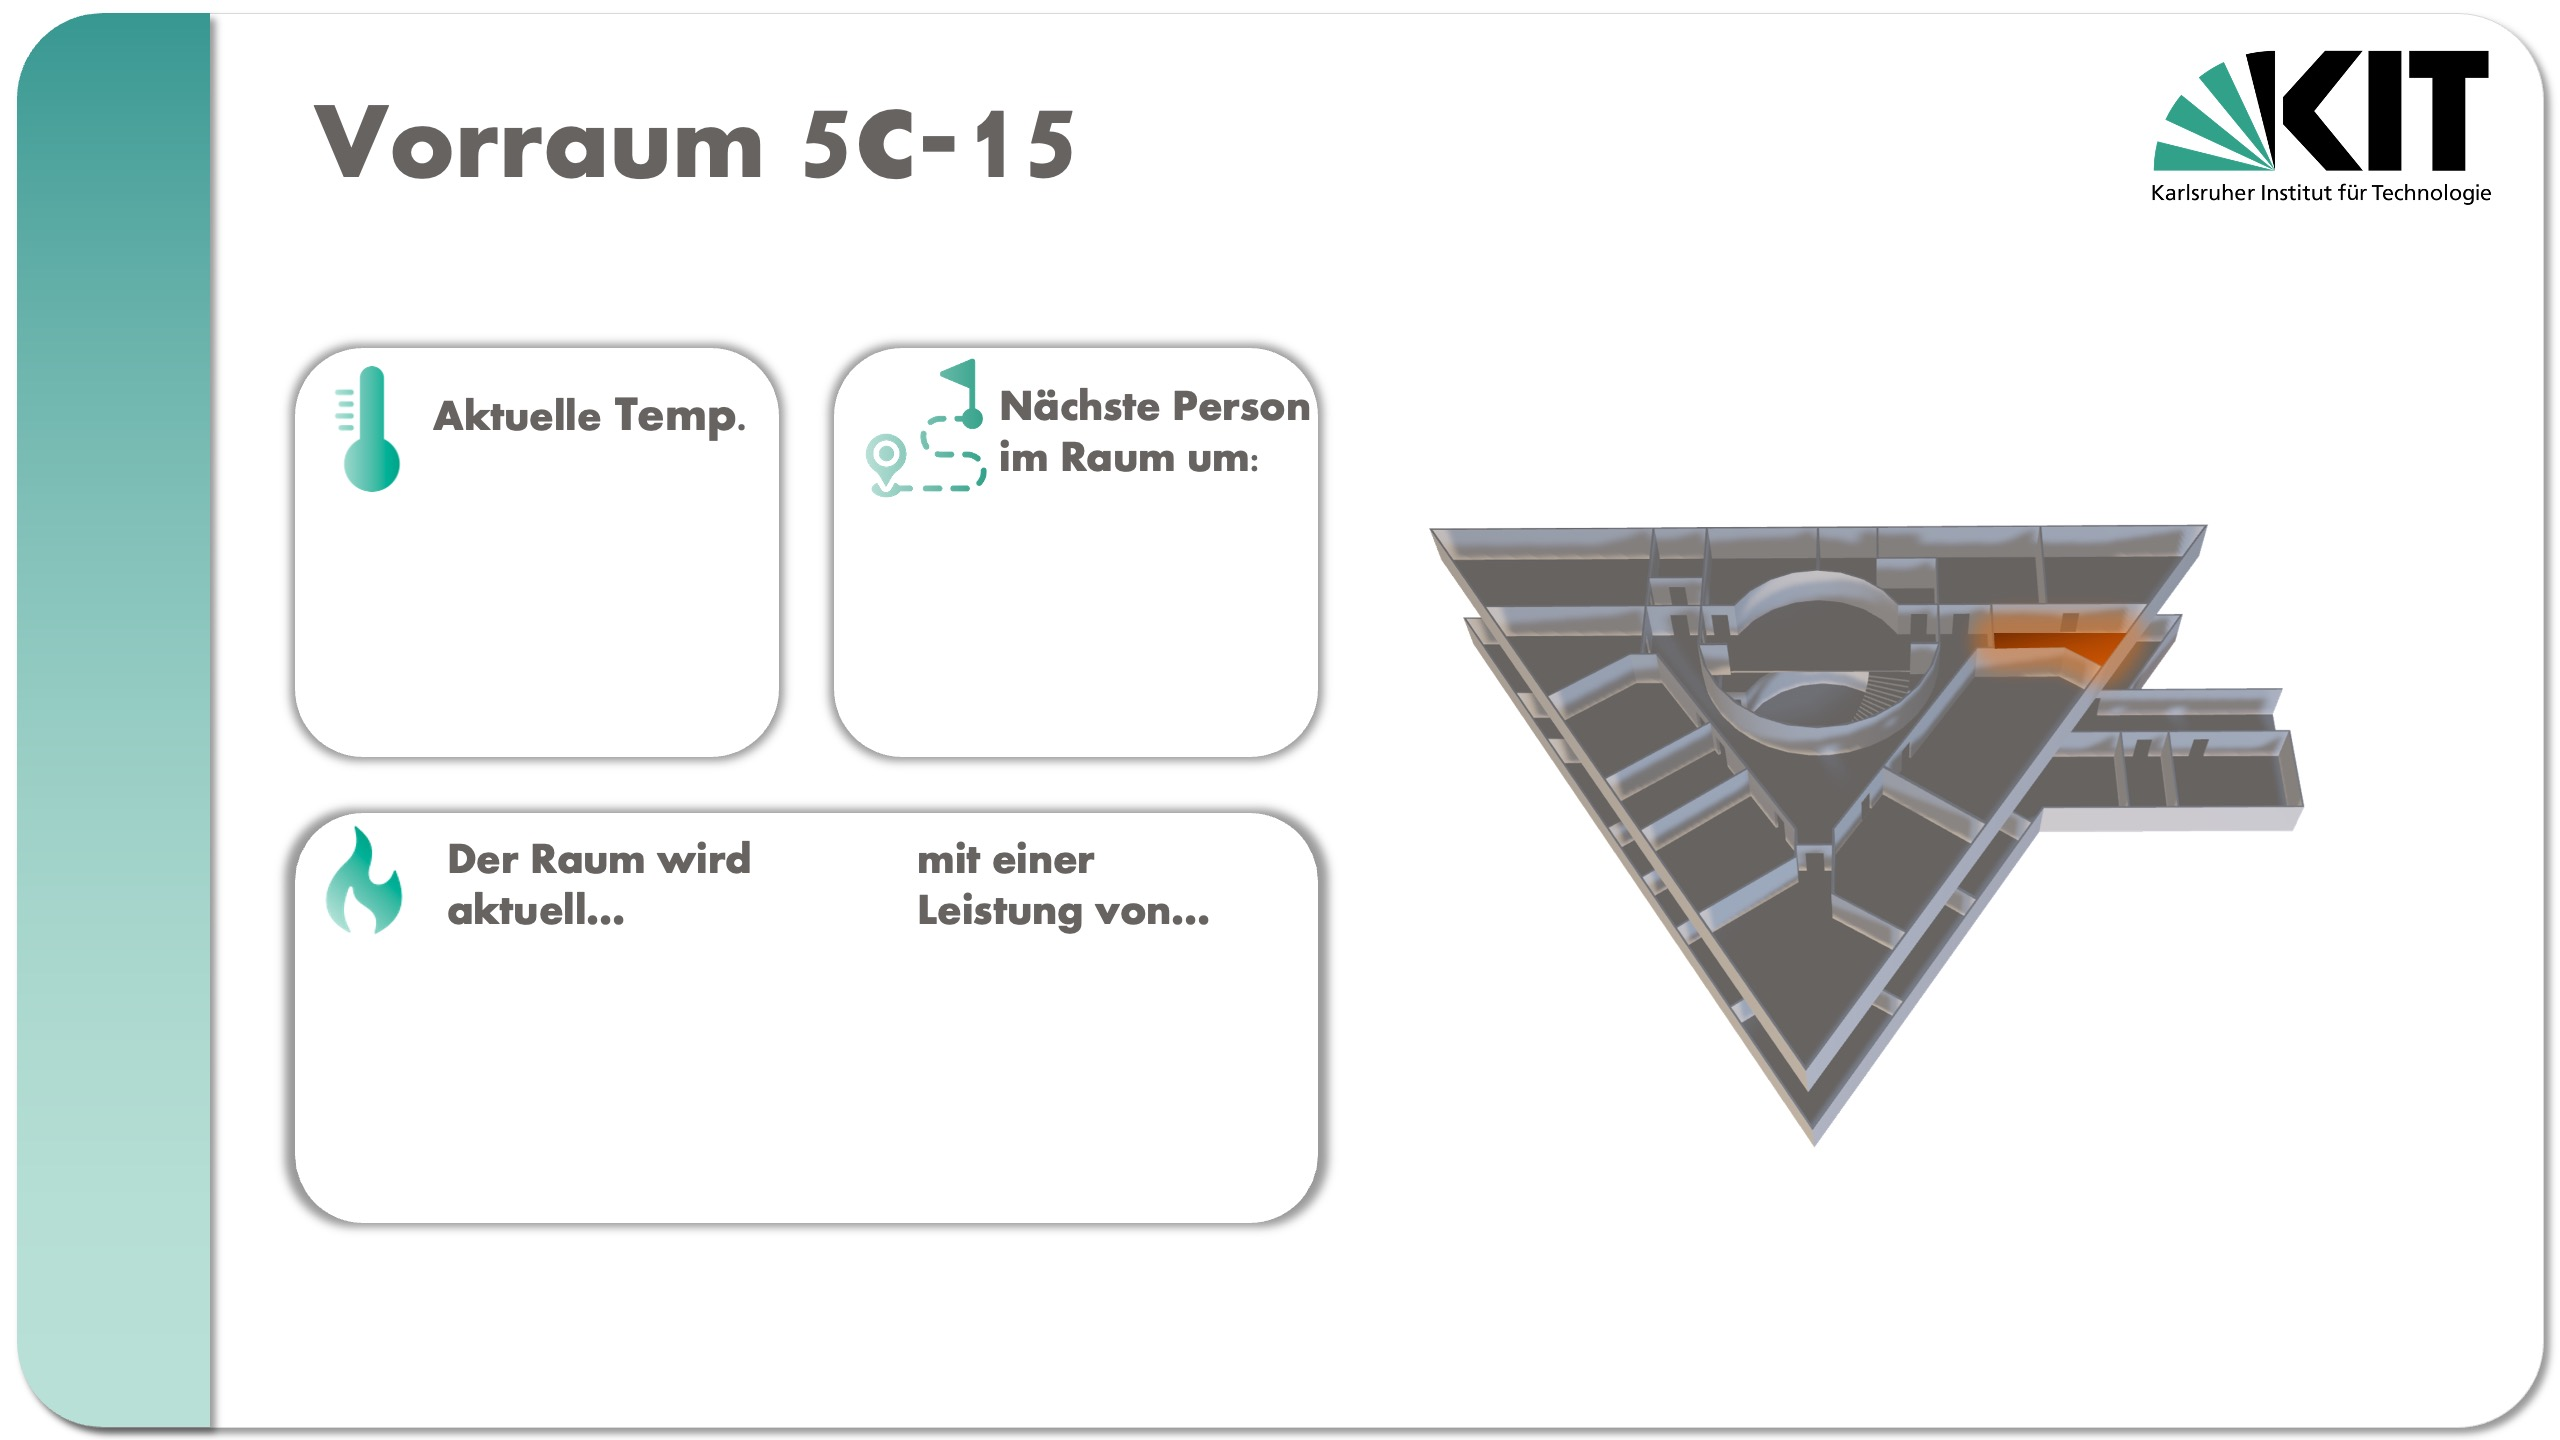 Vorraum 5C-15
KIT
Karlsruher Institut für Technologie
Aktuelle Temp.
Nächste Person
im Raum um:
Der Raum wird
aktuell...
mit einer
Leistung von...